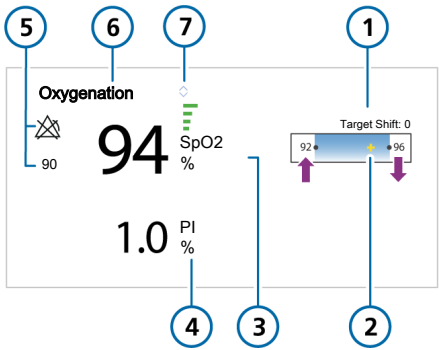 5 6 7 1
Oxygenation
Target Shift: 0
94 SpO2
%
92 96
90
1.0 PI
%
4 3 2